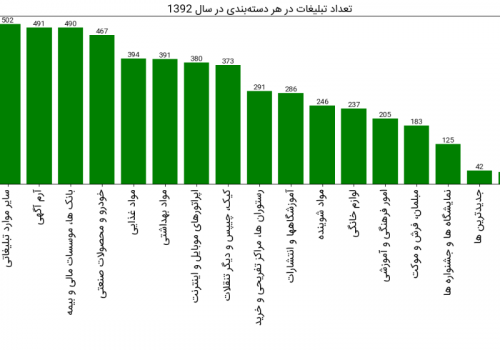 تعداد تبلیغات در هر دسته‌بندی در سال 1392
502
491
490
467
394
391
380
373
291
286
246
237
205
183
125
42
سایر موارد تبلیغاتی
آرم آگهی
بانک ها، موسسات مالی و بیمه
خودرو و محصولات صنعتی
مواد غذایی
مواد بهداشتی
اپراتورهای موبایل و اینترنت
کیک، چیپس و دیگر تنقلات
رستوران ها، مراکز تفریحی و خرید
آموزشگاهها و انتشارات
مواد شوینده
لوازم خانگی
امور فرهنگی و آموزشی
مبلمان، فرش و موکت
نمایشگاه ها و جشنواره ها
جدیدترین ها